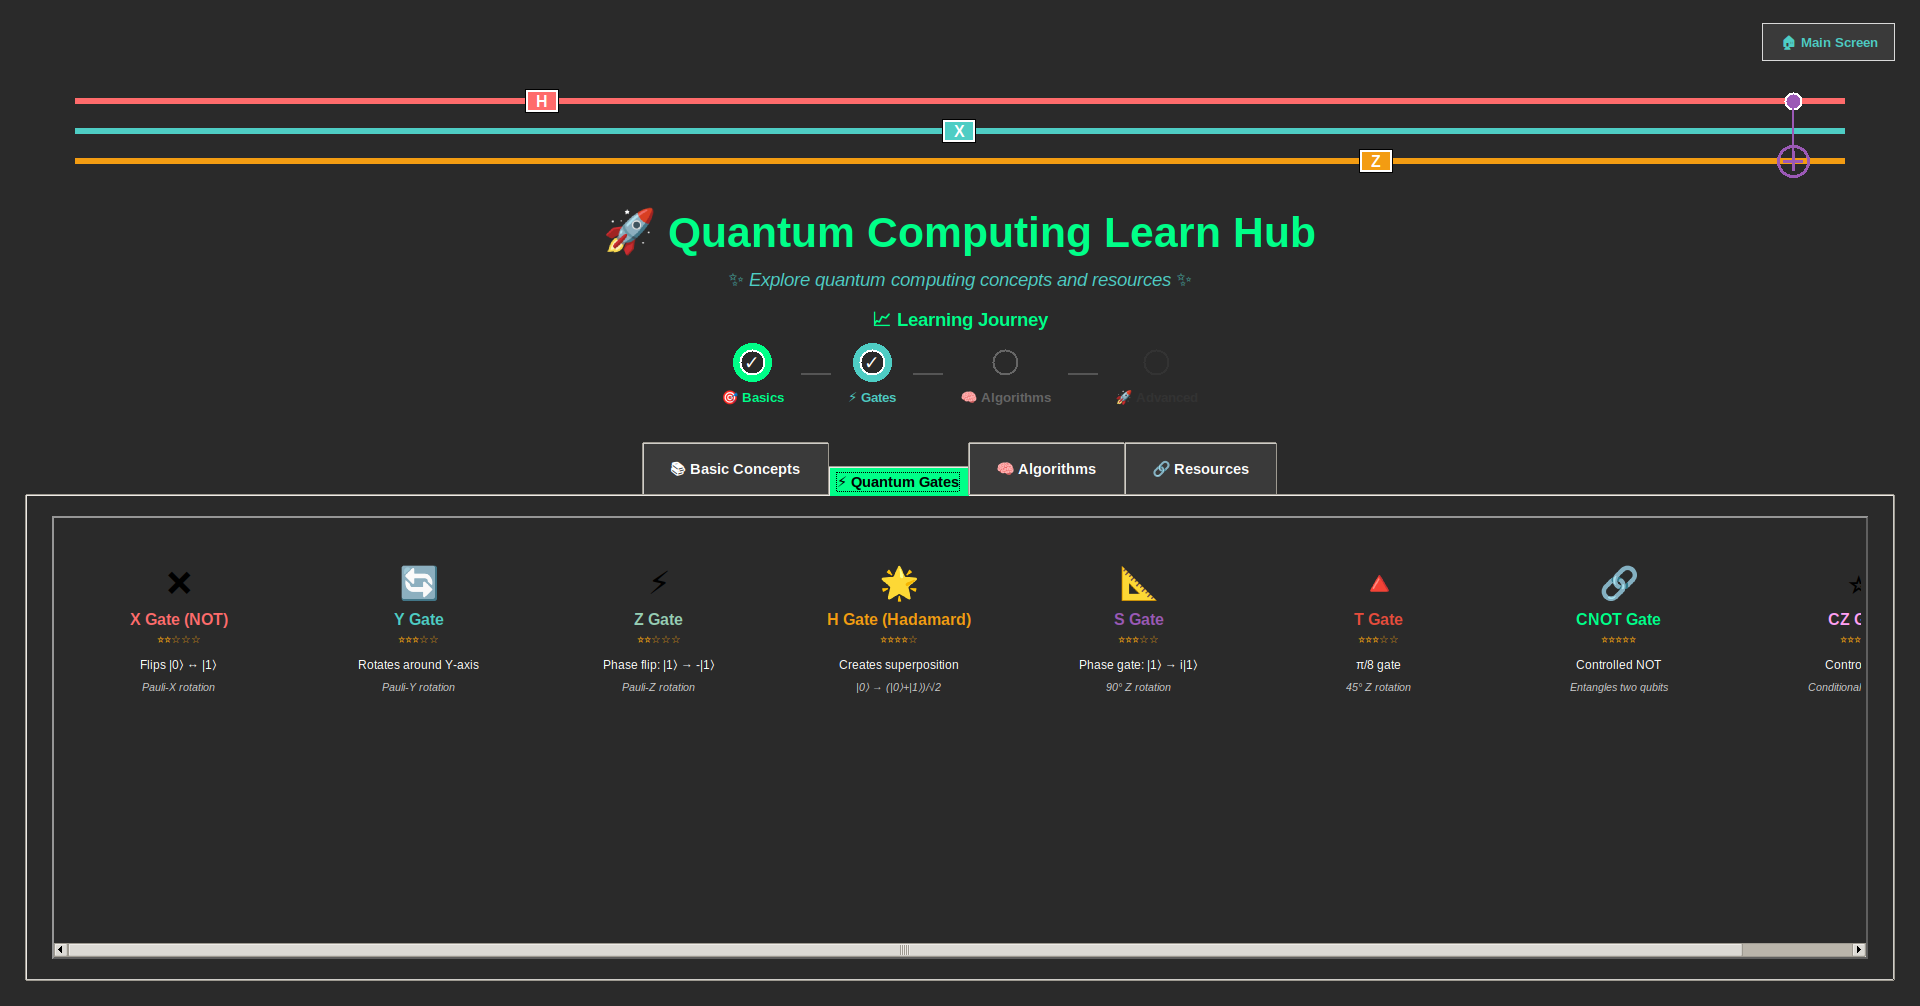 🏠 Main Screen
H
X
Z
🚀 Quantum Computing Learn Hub
✨ Explore quantum computing concepts and resources ✨
📈 Learning Journey
✓ ✓
🎯 Basics ⚡ Gates 🧠 Algorithms 🚀 Advanced
📚 Basic Concepts ⚡ Quantum Gates 🧠 Algorithms 🔗 Resources
X Gate (NOT)
★★☆☆☆
Flips |0⟩ ↔ |1⟩
Pauli-X rotation
Y Gate
★★★☆☆
Rotates around Y-axis
Pauli-Y rotation
Z Gate
★★☆☆☆
Phase flip: |1⟩ → -|1⟩
Pauli-Z rotation
H Gate (Hadamard)
★★★★☆
Creates superposition
|0⟩ → (|0⟩+|1⟩)/√2
S Gate
★★★☆☆
Phase gate: |1⟩ → i|1⟩
90° Z rotation
T Gate
★★★☆☆
π/8 gate
45° Z rotation
CNOT Gate
★★★★★
Controlled NOT
Entangles two qubits
CZ
★★★
Contro
Conditional